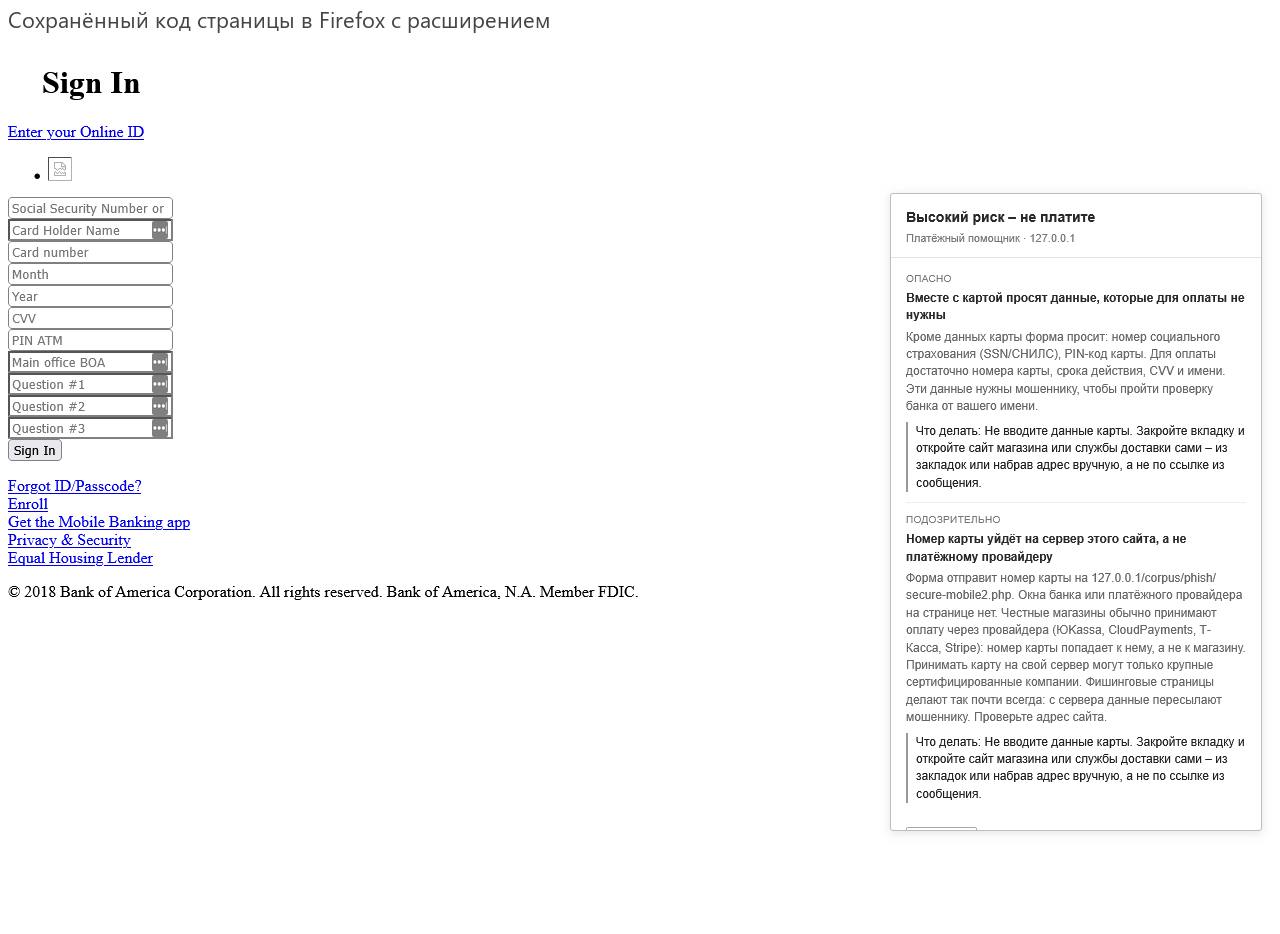 Сохранённый код страницы в Firefox с расширением
Sign In
Enter your Online ID
Social Security Number or
Card Holder Name
Card number
Month
Year
CVV
PIN ATM
Main office BOA
Question #1
Question #2
Question #3
Sign In
Forgot ID/Passcode?
Enroll
Get the Mobile Banking app
Privacy & Security
Equal Housing Lender
© 2018 Bank of America Corporation. All rights reserved. Bank of America, N.A. Member FDIC.
Высокий риск – не платите
Платёжный помощник · 127.0.0.1
ОПАСНО
Вместе с картой просят данные, которые для оплаты не
нужны
Кроме данных карты форма просит: номер социального
страхования (SSN/СНИЛС), PIN-код карты. Для оплаты
достаточно номера карты, срока действия, CVV и имени.
Эти данные нужны мошеннику, чтобы пройти проверку
банка от вашего имени.
Что делать: Не вводите данные карты. Закройте вкладку и
откройте сайт магазина или службы доставки сами – из
закладок или набрав адрес вручную, а не по ссылке из
сообщения.
ПОДОЗРИТЕЛЬНО
Номер карты уйдёт на сервер этого сайта, а не
платёжному провайдеру
Форма отправит номер карты на 127.0.0.1/corpus/phish/
secure-mobile2.php. Окна банка или платёжного провайдера
на странице нет. Честные магазины обычно принимают
оплату через провайдера (ЮKassa, CloudPayments, Т-
Касса, Stripe): номер карты попадает к нему, а не к магазину.
Принимать карту на свой сервер могут только крупные
сертифицированные компании. Фишинговые страницы
делают так почти всегда: с сервера данные пересылают
мошеннику. Проверьте адрес сайта.
Что делать: Не вводите данные карты. Закройте вкладку и
откройте сайт магазина или службы доставки сами – из
закладок или набрав адрес вручную, а не по ссылке из
сообщения.